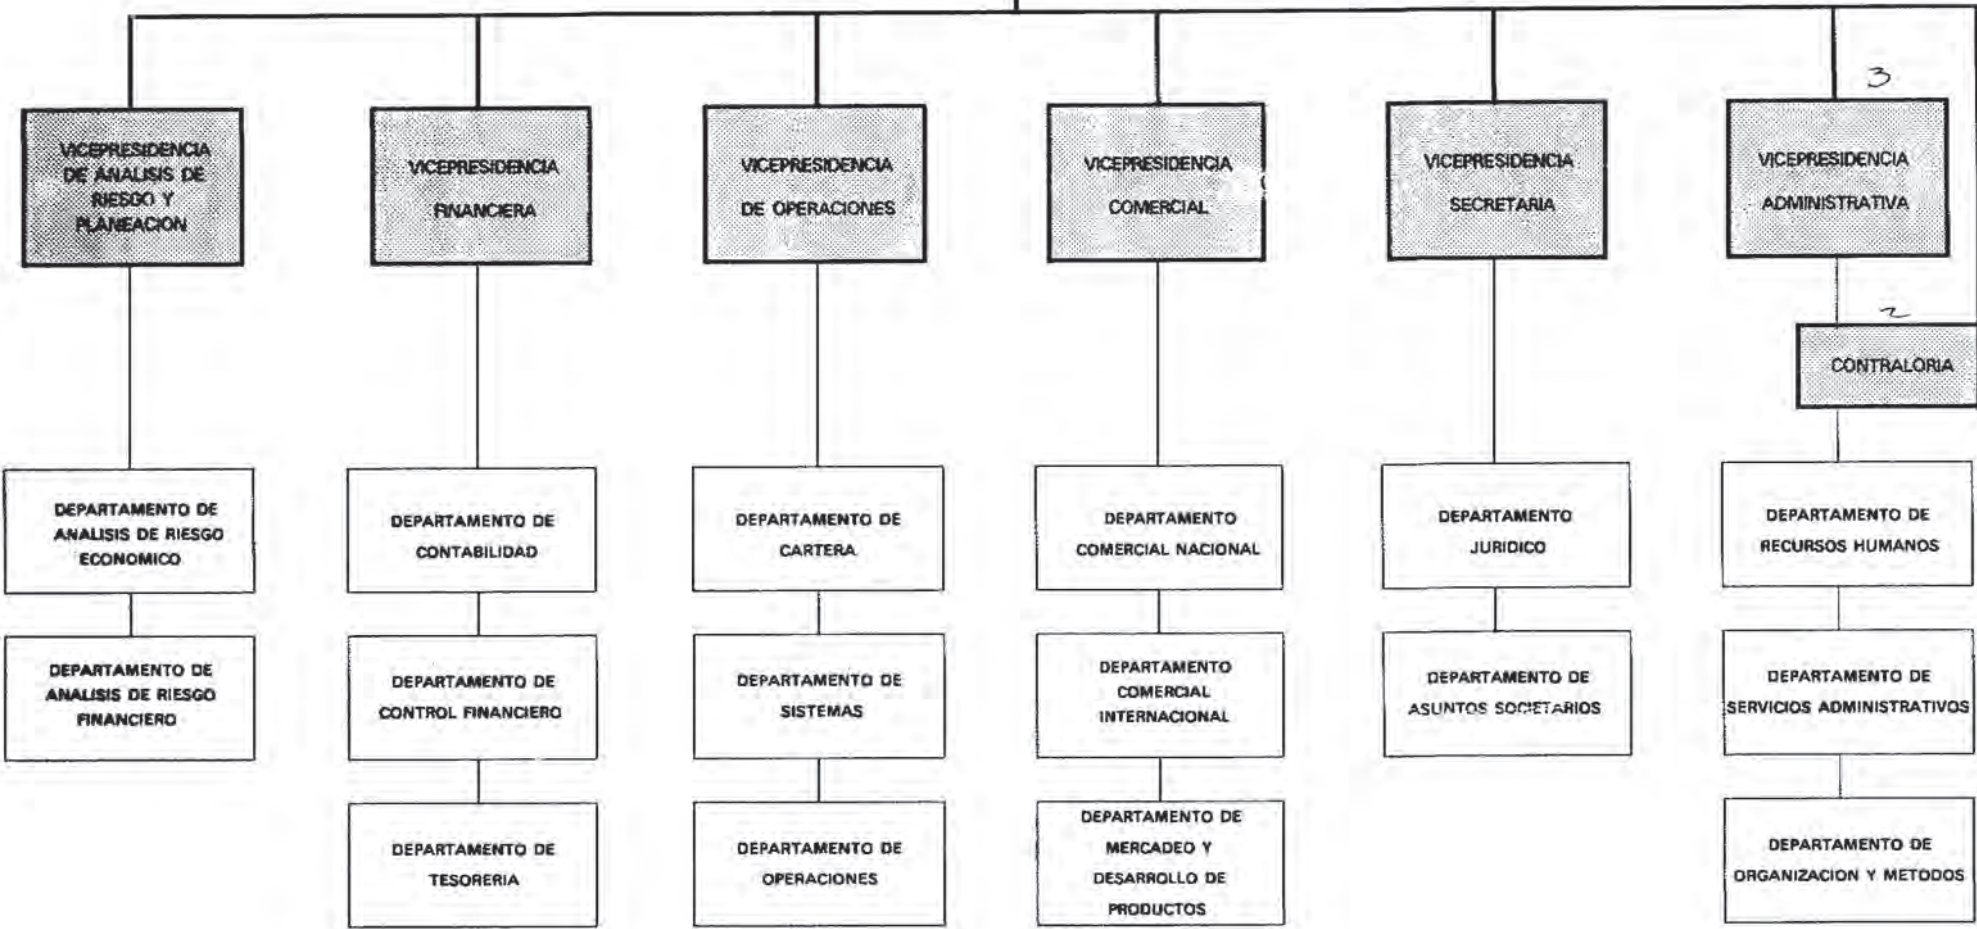 3
VICEPRESIDENCIA
DE ANALISIS DE
RIESGO Y
PLANEACION
VICEPRESIDENCIA
FINANCIERA
VICEPRESIDENCIA
DE OPERACIONES
VICEPRESIDENCIA
COMERCIAL
VICEPRESIDENCIA
SECRETARIA
VICEPRESIDENCIA
ADMINISTRATIVA
2
CONTRALORIA
DEPARTAMENTO DE
ANALISIS DE RIESGO
ECONOMICO
DEPARTAMENTO DE
CONTABILIDAD
DEPARTAMENTO DE
CARTERA
DEPARTAMENTO
COMERCIAL NACIONAL
DEPARTAMENTO
JURIDICO
DEPARTAMENTO DE
RECURSOS HUMANOS
DEPARTAMENTO DE
ANALISIS DE RIESGO
FINANCIERO
DEPARTAMENTO DE
CONTROL FINANCIERO
DEPARTAMENTO DE
SISTEMAS
DEPARTAMENTO
COMERCIAL
INTERNACIONAL
DEPARTAMENTO DE
ASUNTOS SOCIETARIOS
DEPARTAMENTO DE
SERVICIOS ADMINISTRATIVOS
DEPARTAMENTO DE
TESORERIA
DEPARTAMENTO DE
OPERACIONES
DEPARTAMENTO DE
MERCADEO Y
DESARROLLO DE
PRODUCTOS
DEPARTAMENTO DE
ORGANIZACION Y METODOS